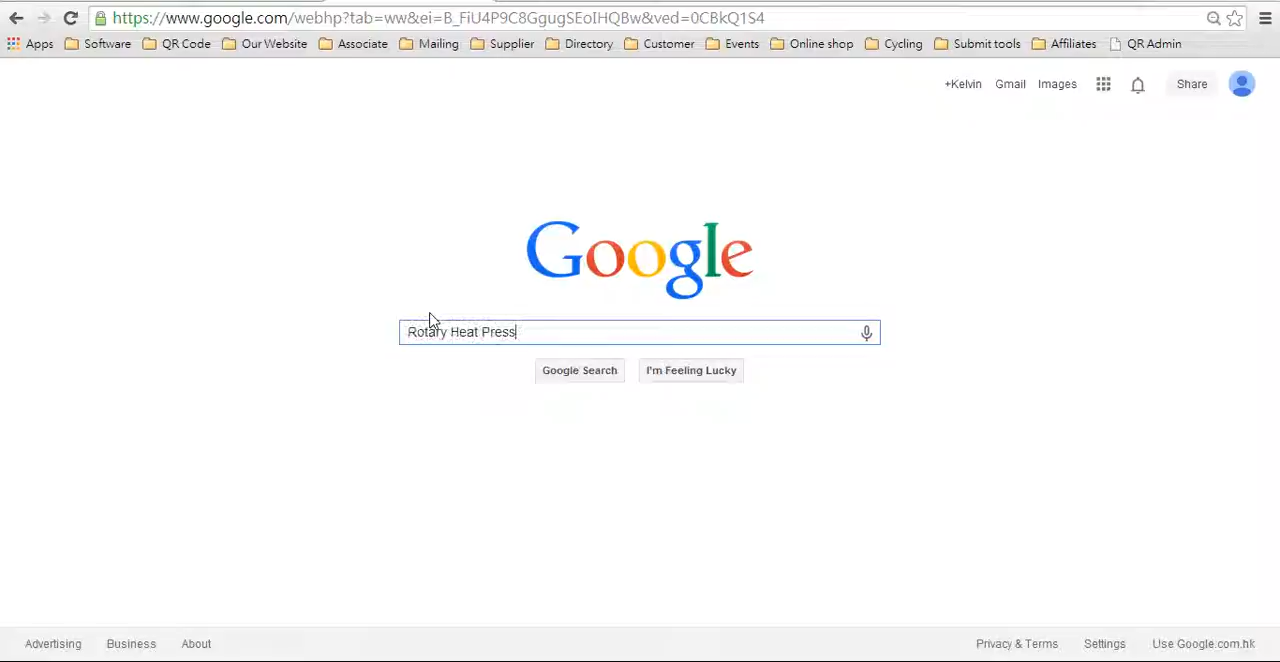 https://www.google.com/webhp?tab=ww&ei=B_FiU4P9C8GgugSEoIHQBw&ved=0CBkQ1S4
Apps Software QR Code Our Website Associate Mailing Supplier Directory Customer Events Online shop Cycling Submit tools Affiliates QR Admin
+Kelvin Gmail Images Share
Google
Rotary Heat Press
Google Search I'm Feeling Lucky
Advertising Business About Privacy & Terms Settings Use Google.com.hk